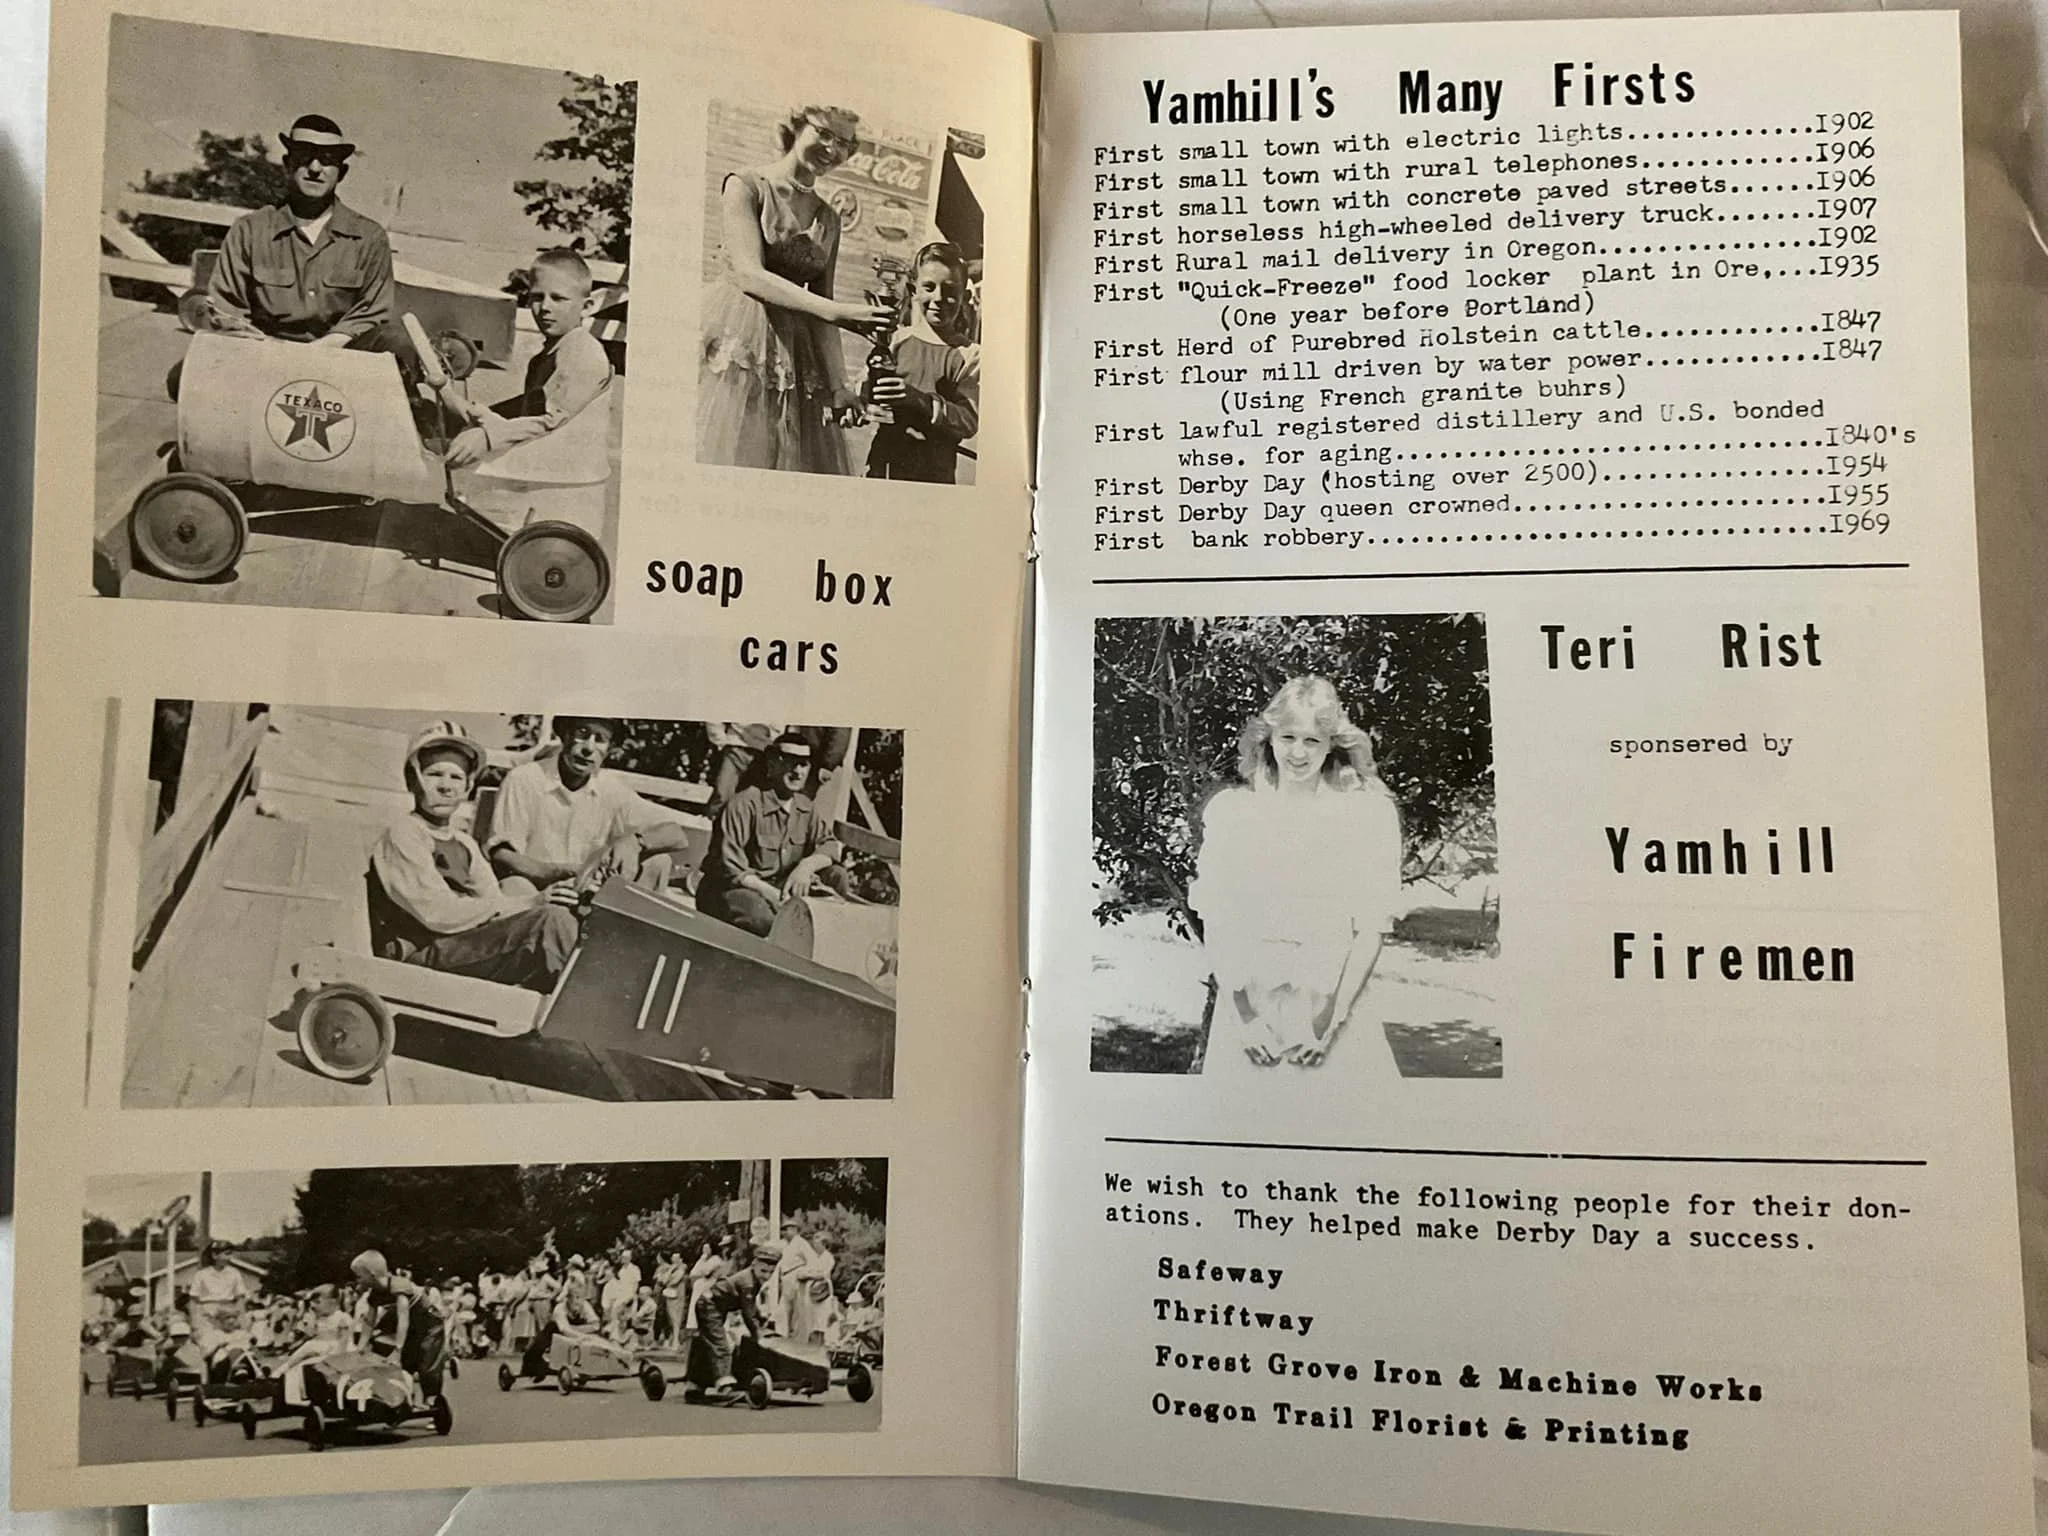 TEXACO
T
Coca Cola
soap box
cars
11
14
12
Yamhill's Many Firsts
First small town with electric lights.............I902
First small town with rural telephones............I906
First small town with concrete paved streets......I906
First horseless high-wheeled delivery truck.......I907
First Rural mail delivery in Oregon...............I902
First "Quick-Freeze" food locker plant in Ore,...I935
(One year before Portland)
First Herd of Purebred Holstein cattle............I847
First flour mill driven by water power............I847
(Using French granite buhrs)
First lawful registered distillery and U.S. bonded
whse. for aging..............................I840's
First Derby Day (hosting over 2500)...............I954
First Derby Day queen crowned.....................I955
First bank robbery...............................I969
Teri Rist
sponsered by
Yamhill
Firemen
We wish to thank the following people for their don-
ations. They helped make Derby Day a success.
Safeway
Thriftway
Forest Grove Iron & Machine Works
Oregon Trail Florist & Printing